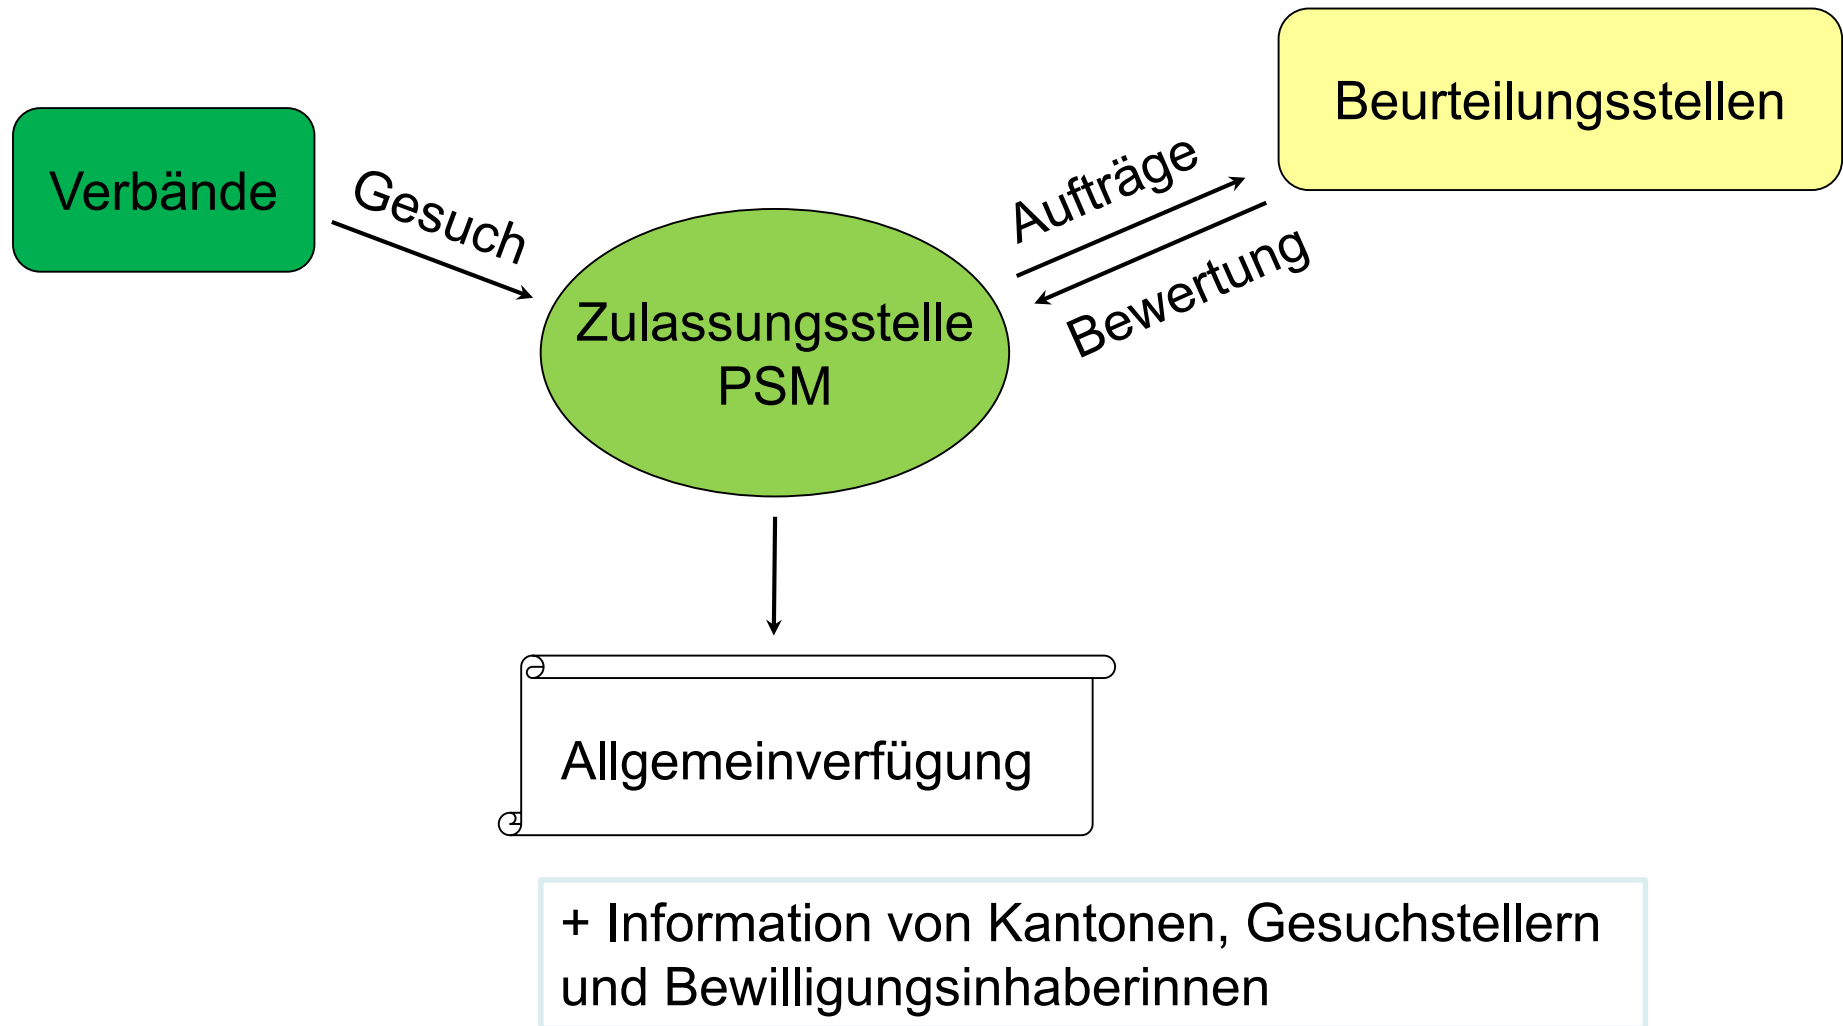 Beurteilungsstellen
Verbände
Gesuch
Aufträge
Bewertung
Zulassungsstelle
PSM
Allgemeinverfügung
+ Information von Kantonen, Gesuchstellern
und Bewilligungsinhaberinnen